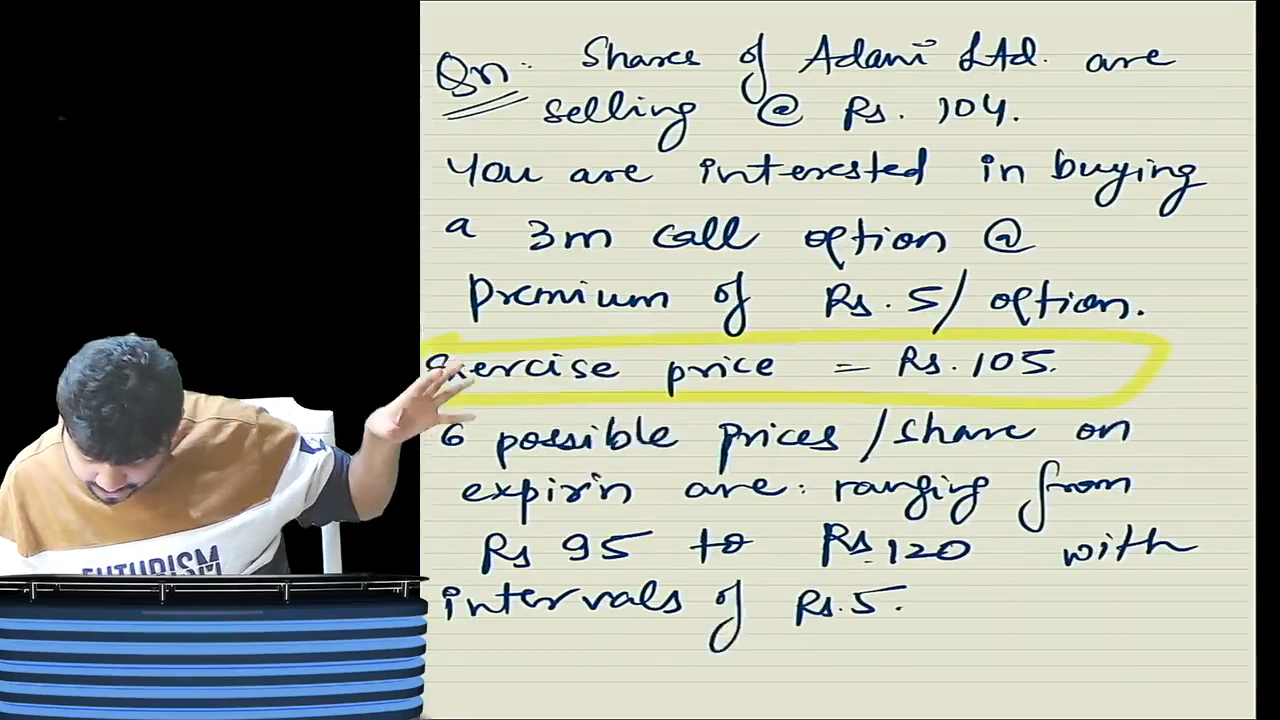 Qn: Shares of Adani Ltd. are
selling @ Rs. 104.
You are interested in buying
a 3m call option @
premium of Rs. 5/ option.
Exercise price = Rs. 105.
6 possible prices / share on
expirin are: ranging from
Rs 95 to Rs. 120 with
intervals of Rs. 5.
FUTURISM